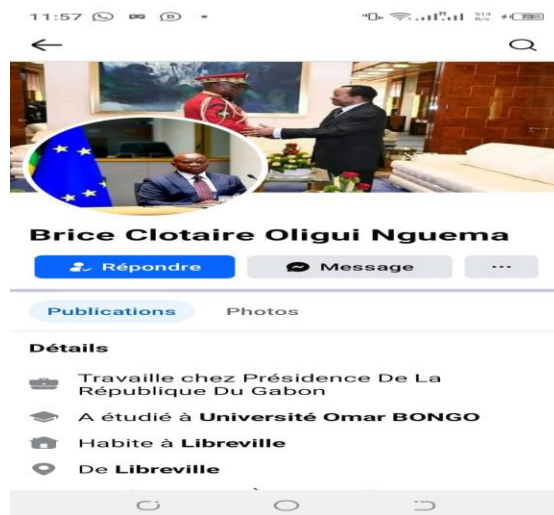 11:57
513
B/s
Brice Clotaire Oligui Nguema
Répondre
Message
Publications
Photos
Détails
Travaille chez Présidence De La
République Du Gabon
A étudié à Université Omar BONGO
Habite à Libreville
De Libreville